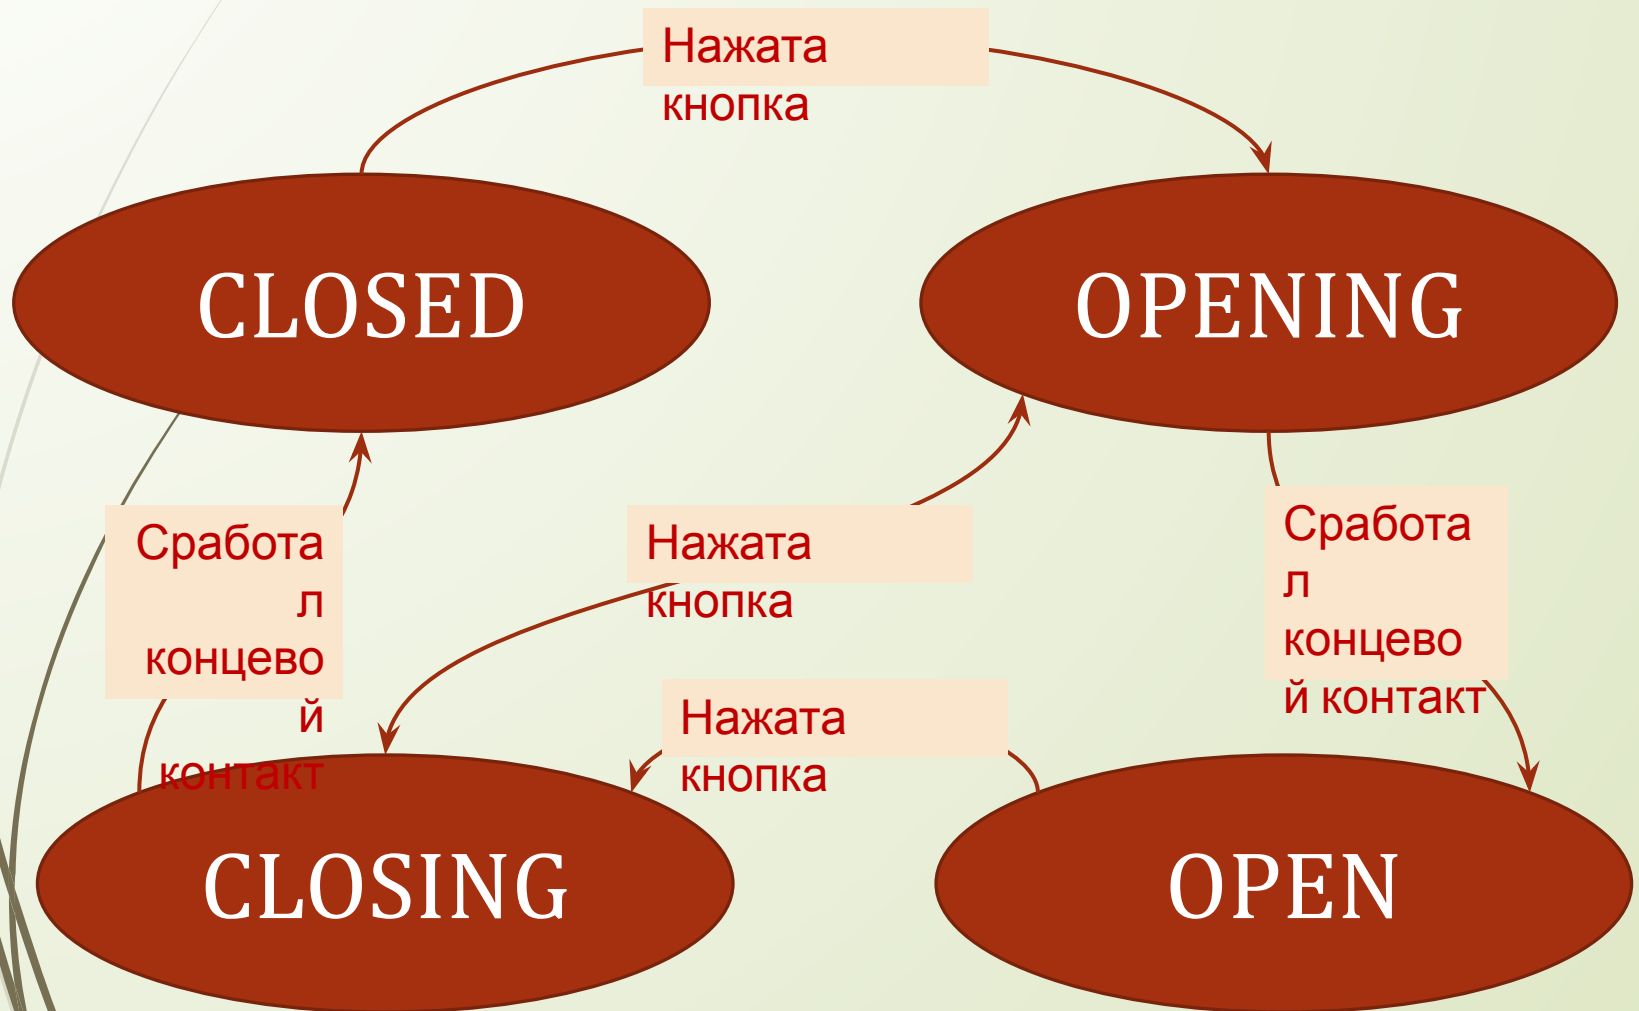 Нажата
кнопка
CLOSED
OPENING
Сработа
л
концево
й
контакт
Нажата
кнопка
Сработа
л
концево
й контакт
Нажата
кнопка
CLOSING
OPEN